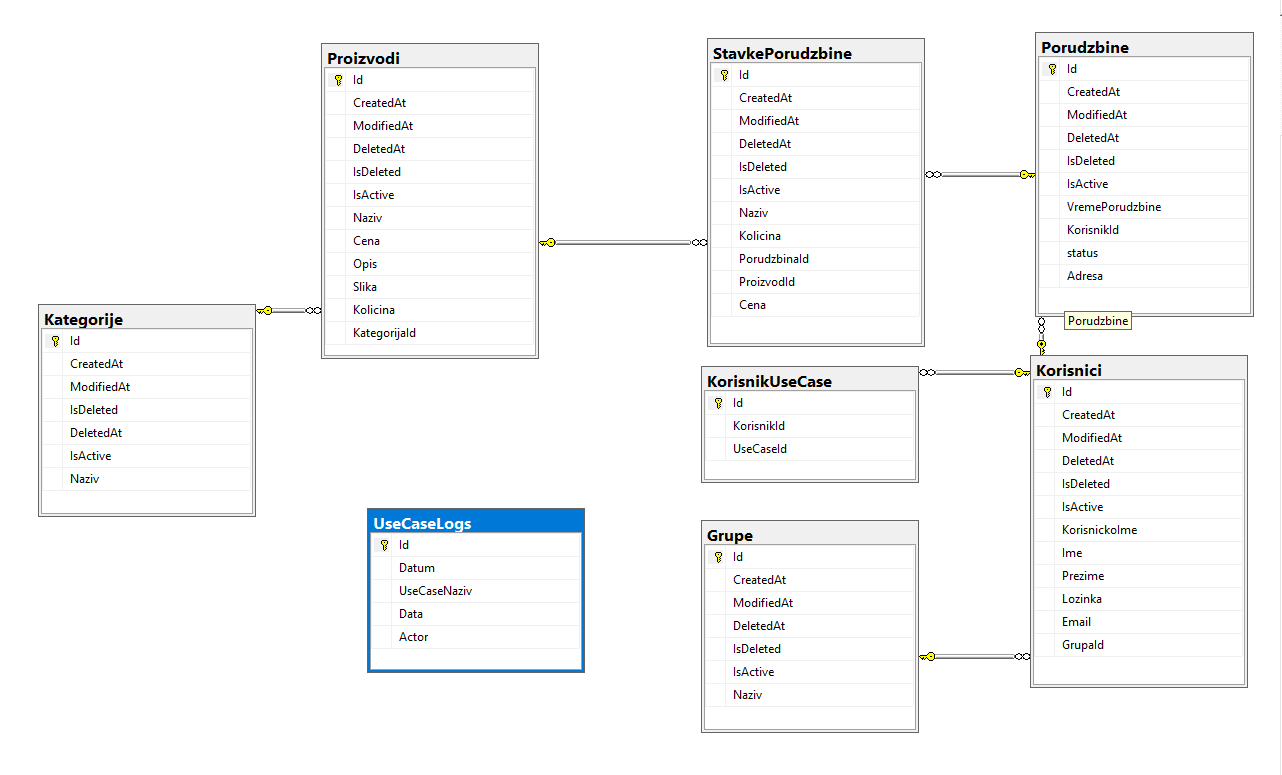 Proizvodi
Id
CreatedAt
ModifiedAt
DeletedAt
IsDeleted
IsActive
Naziv
Cena
Opis
Slika
Kolicina
KategorijaId
StavkePorudzbine
Id
CreatedAt
ModifiedAt
DeletedAt
IsDeleted
IsActive
Naziv
Kolicina
PorudzbinaId
ProizvodId
Cena
Porudzbine
Id
CreatedAt
ModifiedAt
DeletedAt
IsDeleted
IsActive
VremePorudzbine
KorisnikId
status
Adresa
Porudzbine
Kategorije
Id
CreatedAt
ModifiedAt
IsDeleted
DeletedAt
IsActive
Naziv
KorisnikUseCase
Id
KorisnikId
UseCaseId
Korisnici
Id
CreatedAt
ModifiedAt
DeletedAt
IsDeleted
IsActive
KorisnickoIme
Ime
Prezime
Lozinka
Email
GrupaId
UseCaseLogs
Id
Datum
UseCaseNaziv
Data
Actor
Grupe
Id
CreatedAt
ModifiedAt
DeletedAt
IsDeleted
IsActive
Naziv